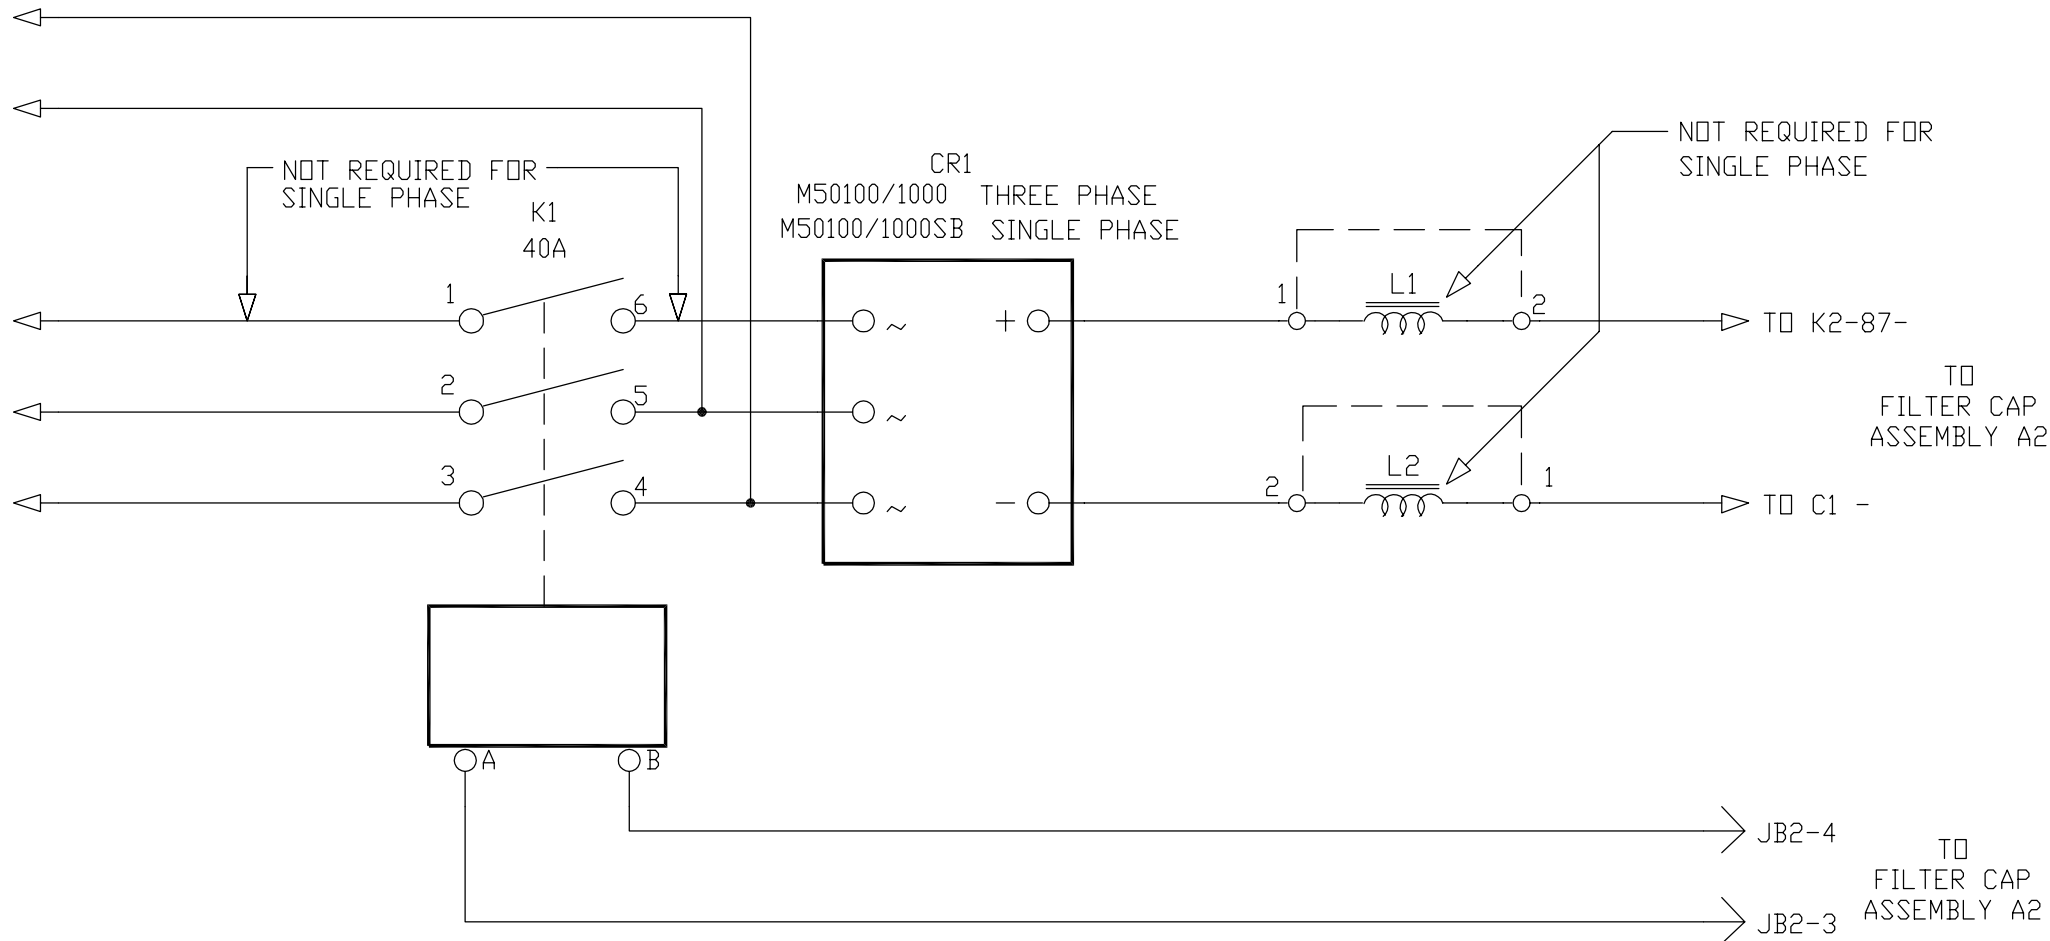 NOT REQUIRED FOR
SINGLE PHASE
K1
40A
CR1
M50100/1000 THREE PHASE
M50100/1000SB SINGLE PHASE
NOT REQUIRED FOR
SINGLE PHASE
1
6
~
+
1
L1
2
TO K2-87-
2
5
~
TO
FILTER CAP
ASSEMBLY A2
3
4
~
-
2
L2
1
TO C1 -
A
B
JB2-4
JB2-3
TO
FILTER CAP
ASSEMBLY A2